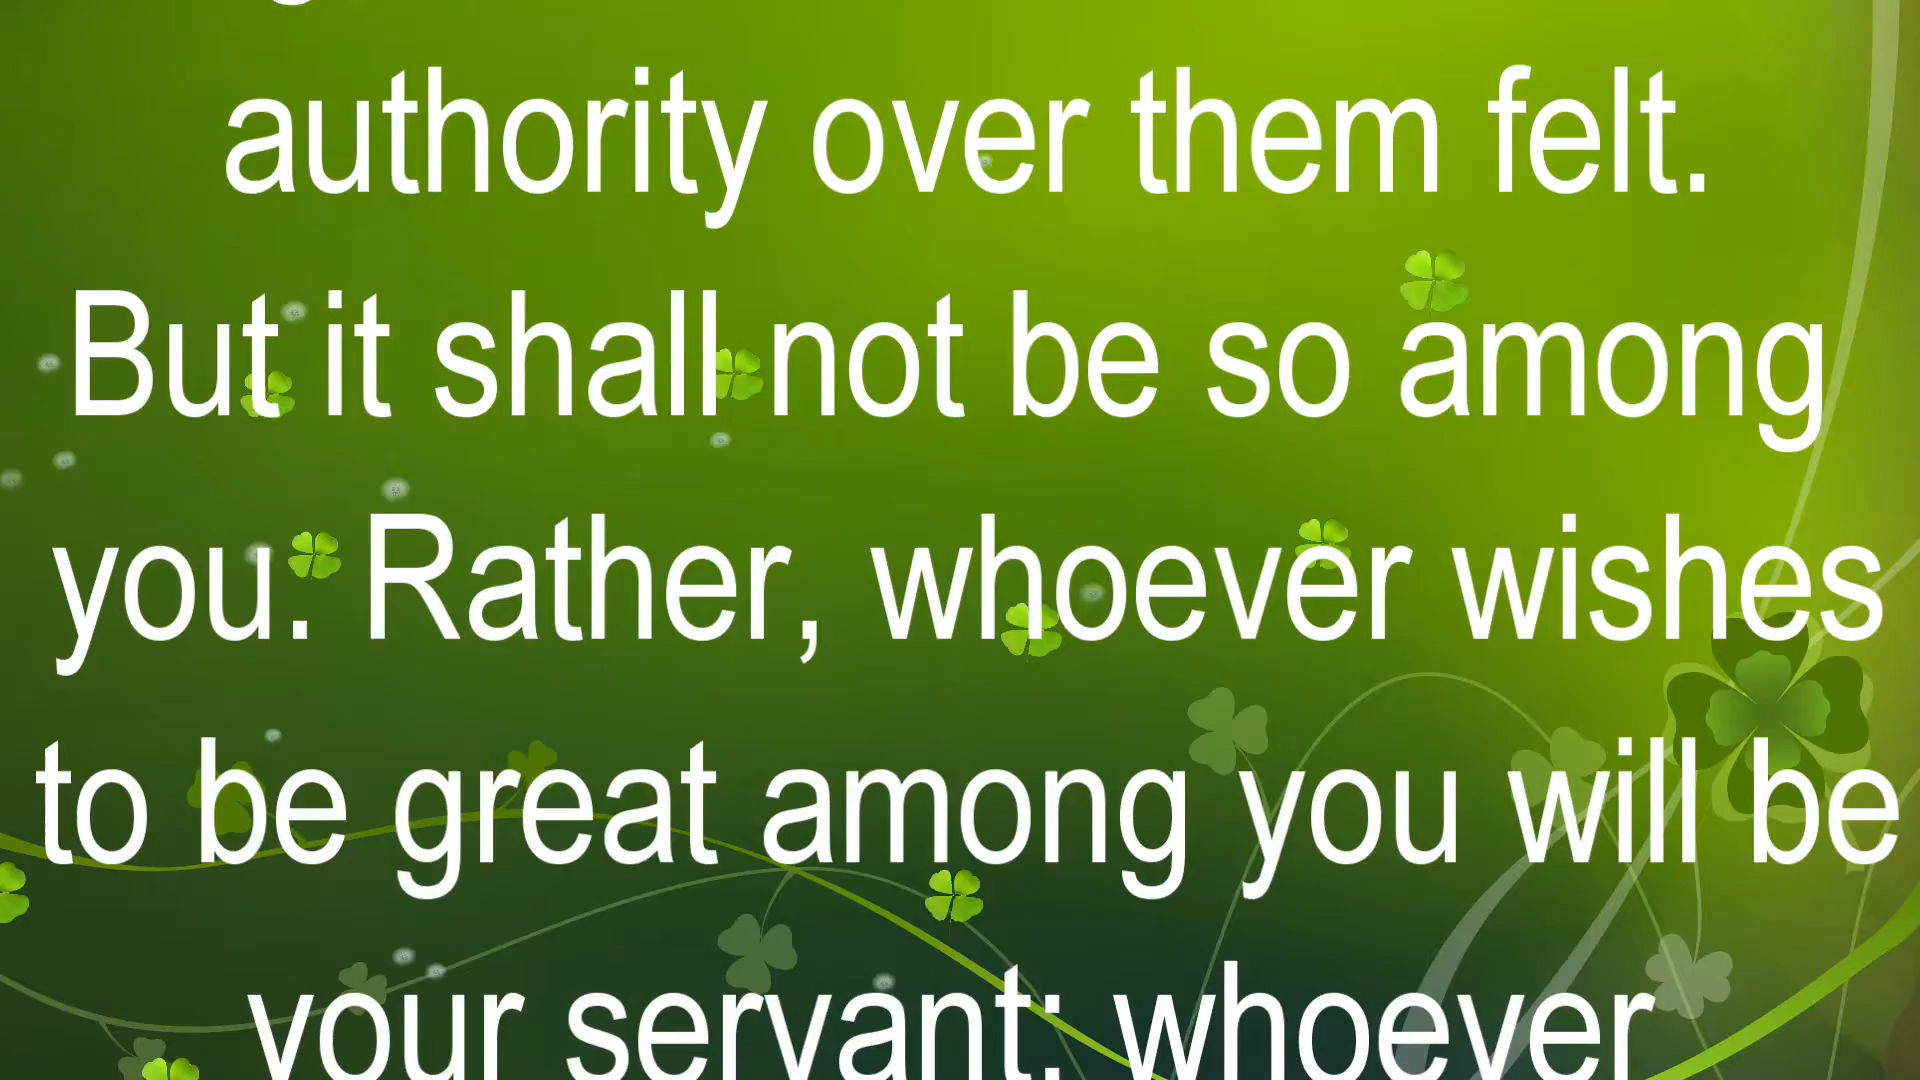 authority over them felt.
But it shall not be so among
you. Rather, whoever wishes
to be great among you will be
your servant; whoever